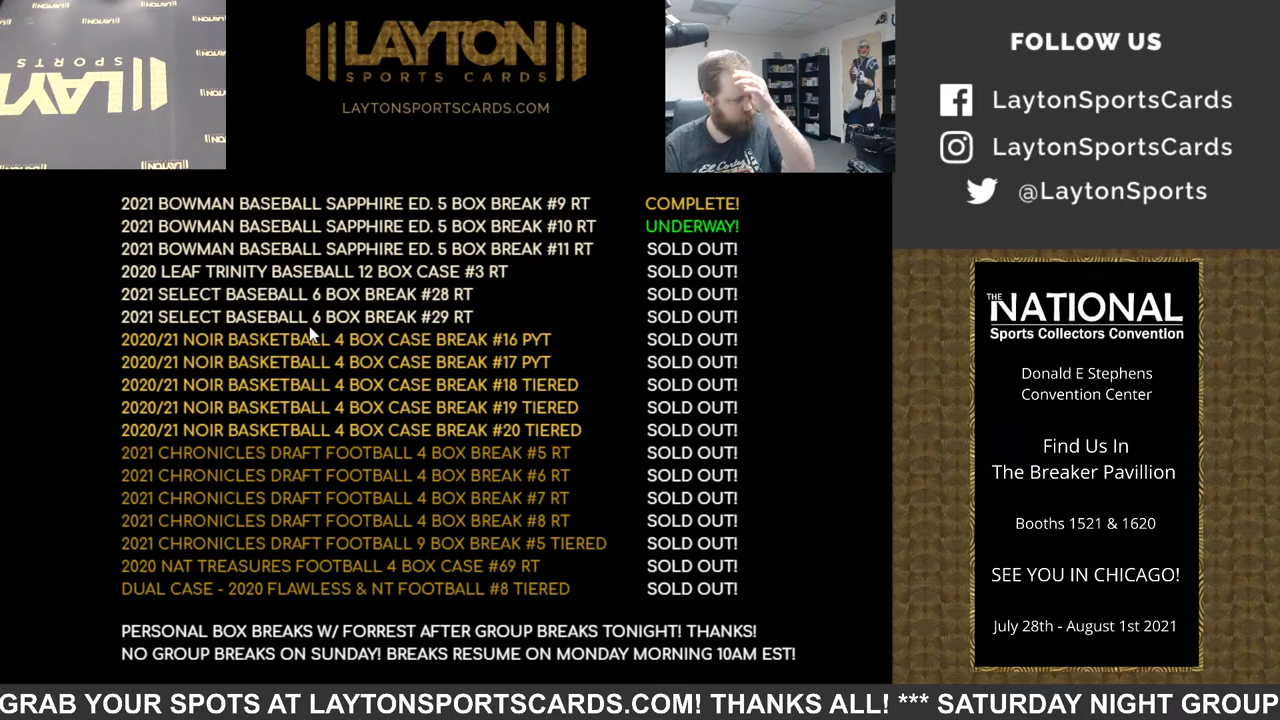 LAYTON
SPORTS CARDS
LAYTONSPORTSCARDS.COM
2021 BOWMAN BASEBALL SAPPHIRE ED. 5 BOX BREAK #9 RT COMPLETE!
2021 BOWMAN BASEBALL SAPPHIRE ED. 5 BOX BREAK #10 RT UNDERWAY!
2021 BOWMAN BASEBALL SAPPHIRE ED. 5 BOX BREAK #11 RT SOLD OUT!
2020 LEAF TRINITY BASEBALL 12 BOX CASE #3 RT SOLD OUT!
2021 SELECT BASEBALL 6 BOX BREAK #28 RT SOLD OUT!
2021 SELECT BASEBALL 6 BOX BREAK #29 RT SOLD OUT!
2020/21 NOIR BASKETBALL 4 BOX CASE BREAK #16 PYT SOLD OUT!
2020/21 NOIR BASKETBALL 4 BOX CASE BREAK #17 PYT SOLD OUT!
2020/21 NOIR BASKETBALL 4 BOX CASE BREAK #18 TIERED SOLD OUT!
2020/21 NOIR BASKETBALL 4 BOX CASE BREAK #19 TIERED SOLD OUT!
2020/21 NOIR BASKETBALL 4 BOX CASE BREAK #20 TIERED SOLD OUT!
2021 CHRONICLES DRAFT FOOTBALL 4 BOX BREAK #5 RT SOLD OUT!
2021 CHRONICLES DRAFT FOOTBALL 4 BOX BREAK #6 RT SOLD OUT!
2021 CHRONICLES DRAFT FOOTBALL 4 BOX BREAK #7 RT SOLD OUT!
2021 CHRONICLES DRAFT FOOTBALL 4 BOX BREAK #8 RT SOLD OUT!
2021 CHRONICLES DRAFT FOOTBALL 9 BOX BREAK #5 TIERED SOLD OUT!
2020 NAT TREASURES FOOTBALL 4 BOX CASE #69 RT SOLD OUT!
DUAL CASE - 2020 FLAWLESS & NT FOOTBALL #8 TIERED SOLD OUT!
PERSONAL BOX BREAKS W/ FORREST AFTER GROUP BREAKS TONIGHT! THANKS!
NO GROUP BREAKS ON SUNDAY! BREAKS RESUME ON MONDAY MORNING 10AM EST!
FOLLOW US
LaytonSportsCards
LaytonSportsCards
@LaytonSports
THE NATIONAL
Sports Collectors Convention
Donald E Stephens
Convention Center
Find Us In
The Breaker Pavillion
Booths 1521 & 1620
SEE YOU IN CHICAGO!
July 28th - August 1st 2021
GRAB YOUR SPOTS AT LAYTONSPORTSCARDS.COM! THANKS ALL! *** SATURDAY NIGHT GROUP